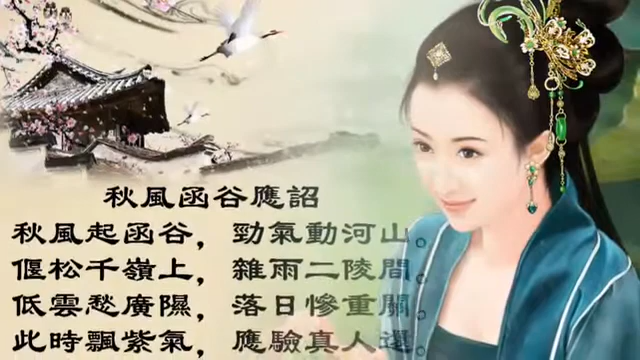 秋風函谷應詔
秋風起函谷，勁氣動河山。
偃松千嶺上，雜雨二陵間。
低雲愁廣隰，落日慘重關。
此時飄紫氣，應驗真人還。